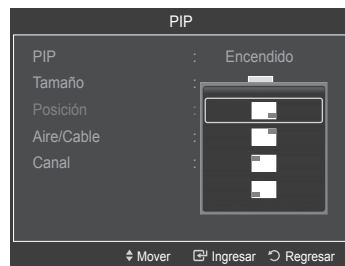 PIP
PIP : Encendido
Tamaño :
Posición :
Aire/Cable :
Canal :
Mover Ingresar Regresar